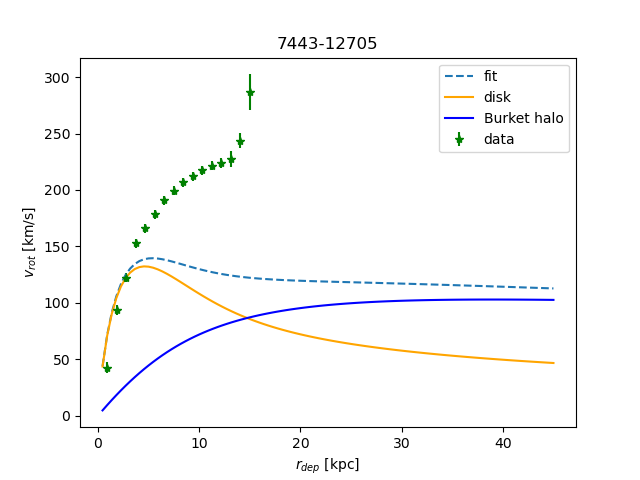 7443-12705
300
250
200
150
100
50
0
v_rot [km/s]
fit
disk
Burket halo
data
0 10 20 30 40
r_dep [kpc]